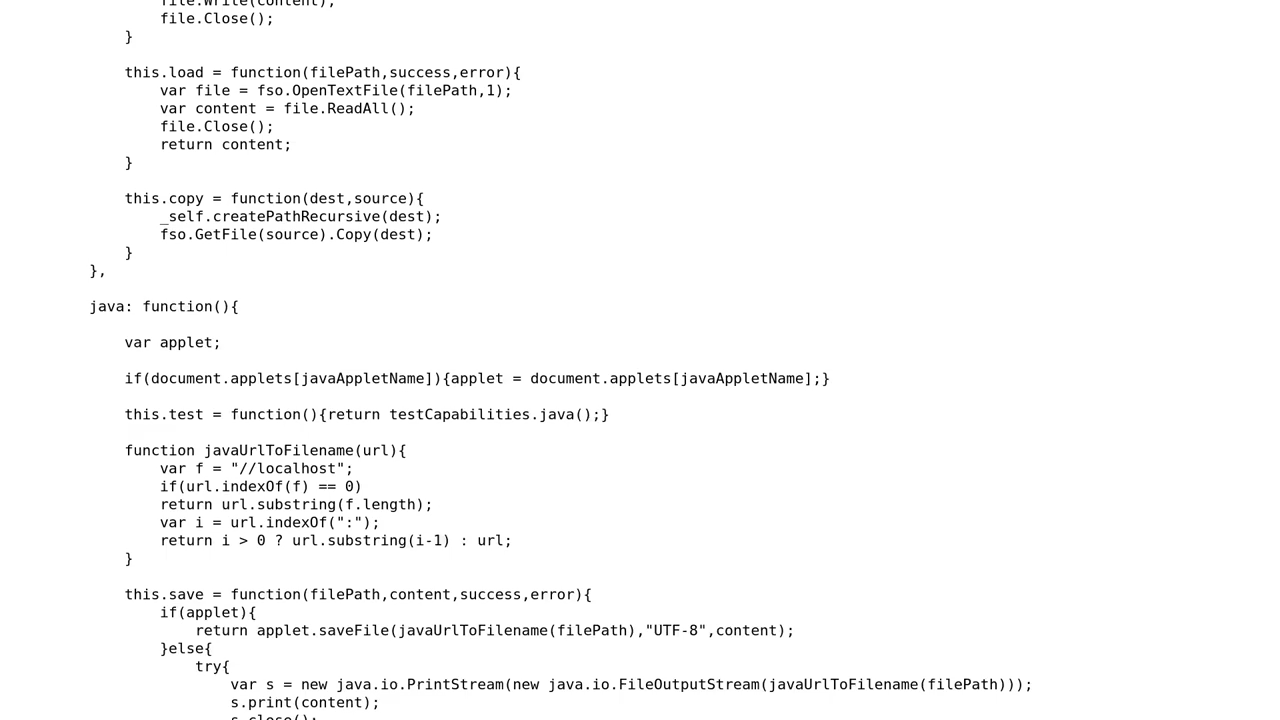 file.Write(content);
file.Close();
}
this.load = function(filePath,success,error){
var file = fso.OpenTextFile(filePath,1);
var content = file.ReadAll();
file.Close();
return content;
}
this.copy = function(dest,source){
_self.createPathRecursive(dest);
fso.GetFile(source).Copy(dest);
}
},
java: function(){
var applet;
if(document.applets[javaAppletName]){applet = document.applets[javaAppletName];}
this.test = function(){return testCapabilities.java();}
function javaUrlToFilename(url){
var f = "//localhost";
if(url.indexOf(f) == 0)
return url.substring(f.length);
var i = url.indexOf(":");
return i > 0 ? url.substring(i-1) : url;
}
this.save = function(filePath,content,success,error){
if(applet){
return applet.saveFile(javaUrlToFilename(filePath),"UTF-8",content);
}else{
try{
var s = new java.io.PrintStream(new java.io.FileOutputStream(javaUrlToFilename(filePath)));
s.print(content);
s.close();